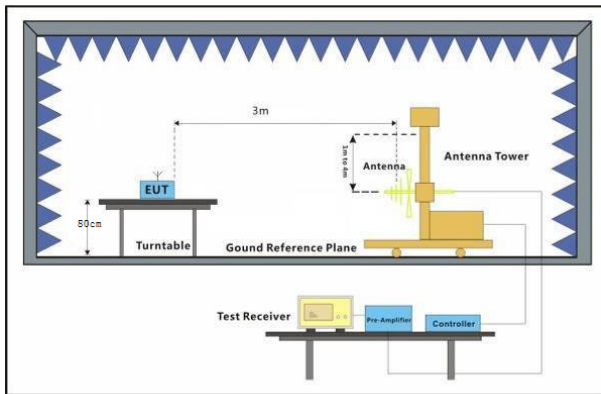 3m
1m to 4m
Antenna
Antenna Tower
EUT
80cm
Turntable
Gound Reference Plane
Test Receiver
Pre-Amplifier
Controller